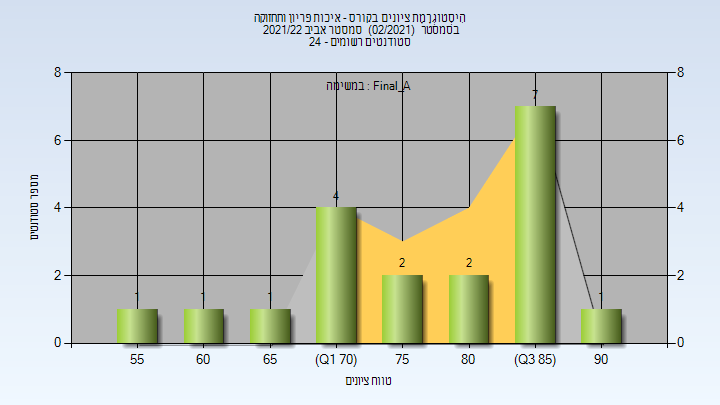 היסטוגרמת ציונים בקורס - איכות פריון ותחזוקה
בסמסטר (02/2021) סמסטר אביב 2021/22
סטודנטים רשומים - 24
במשימה : Final_A
מספר סטודנטים
8 8
6 6
4 4
2 2
0 0
1 1 1 4 2 2 7 1
55 60 65 (Q1 70) 75 80 (Q3 85) 90
טווח ציונים